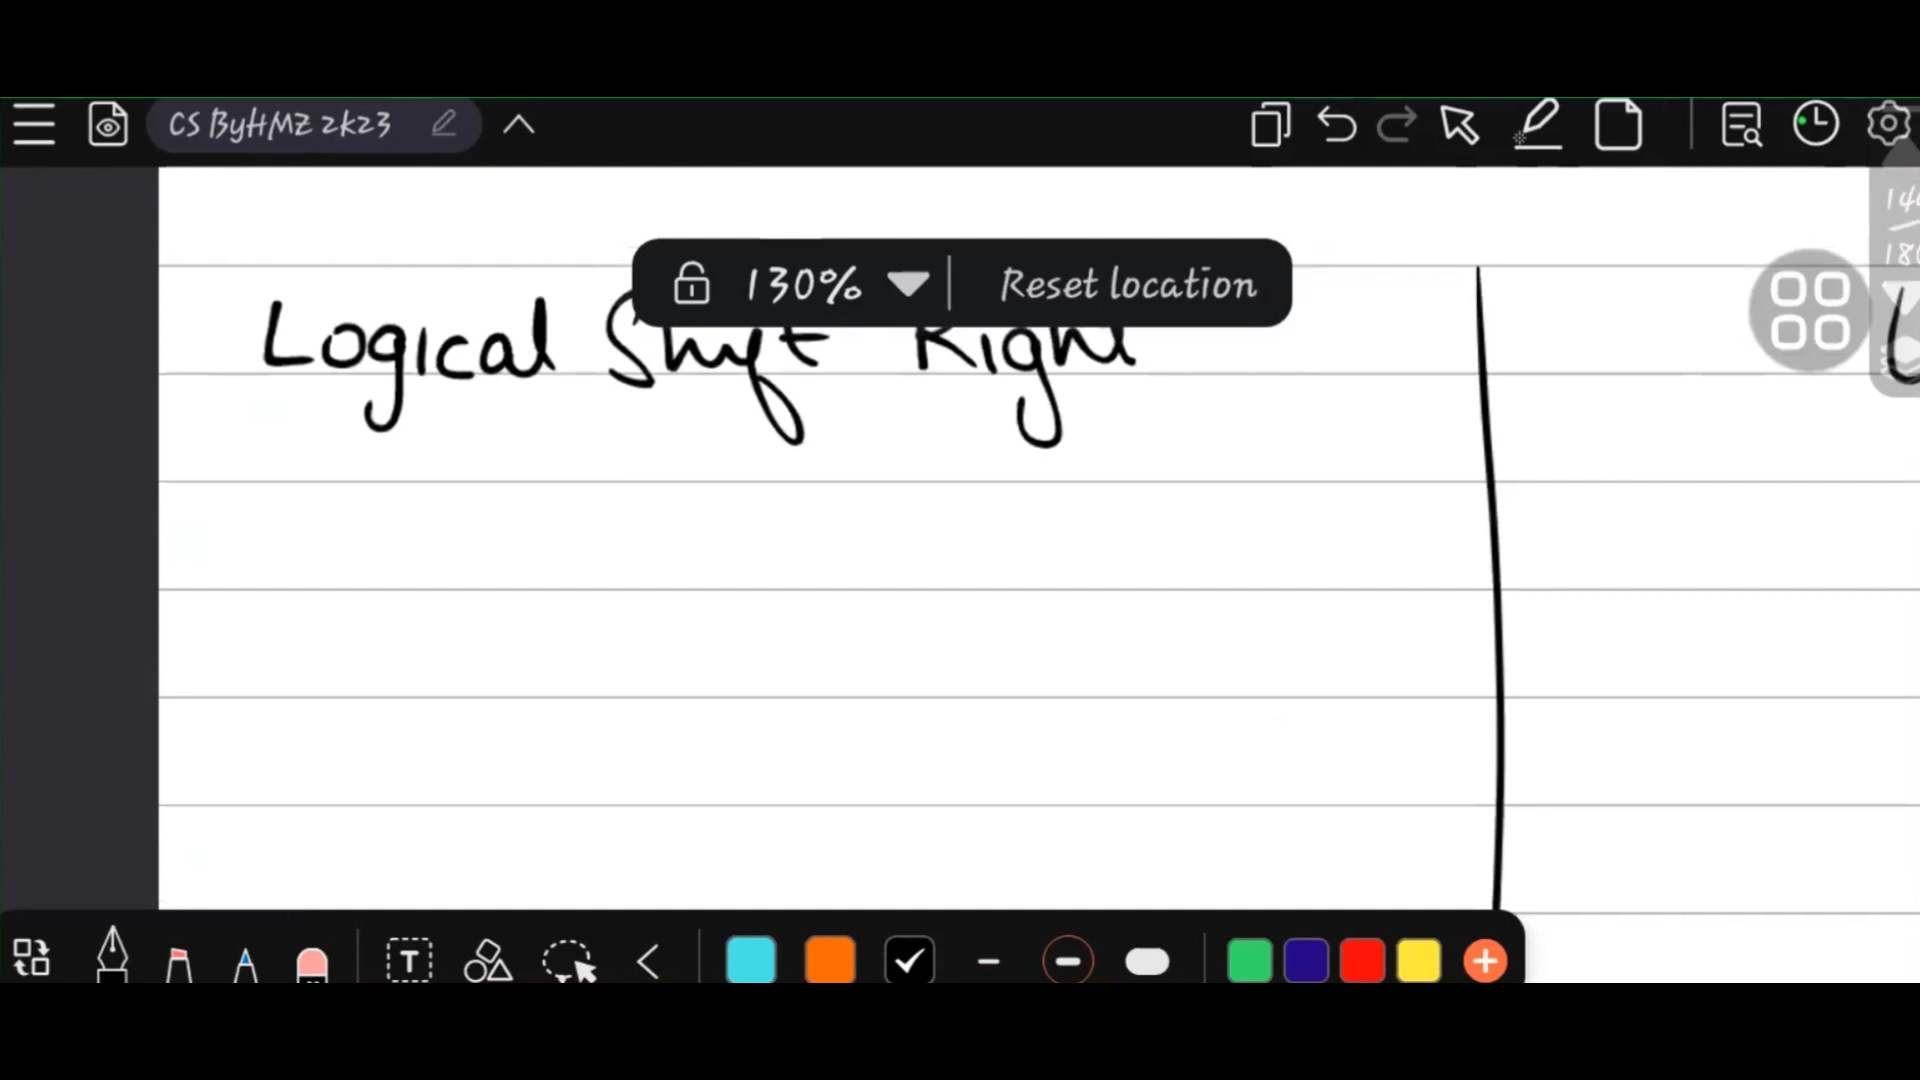 CS ByHMZ 2k23
130% Reset location
Logical Shift Right
T